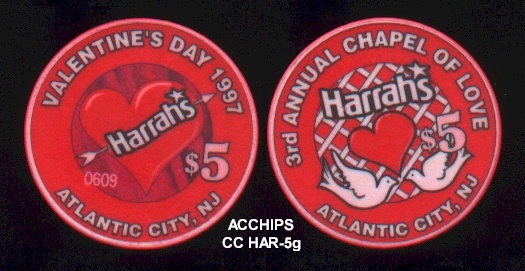 VALENTINE'S DAY 1997
Harrah's
$5
0609
ATLANTIC CITY, NJ
3rd ANNUAL CHAPEL OF LOVE
Harrah's
$5
ATLANTIC CITY, NJ
ACCHIPS
CC HAR-5g